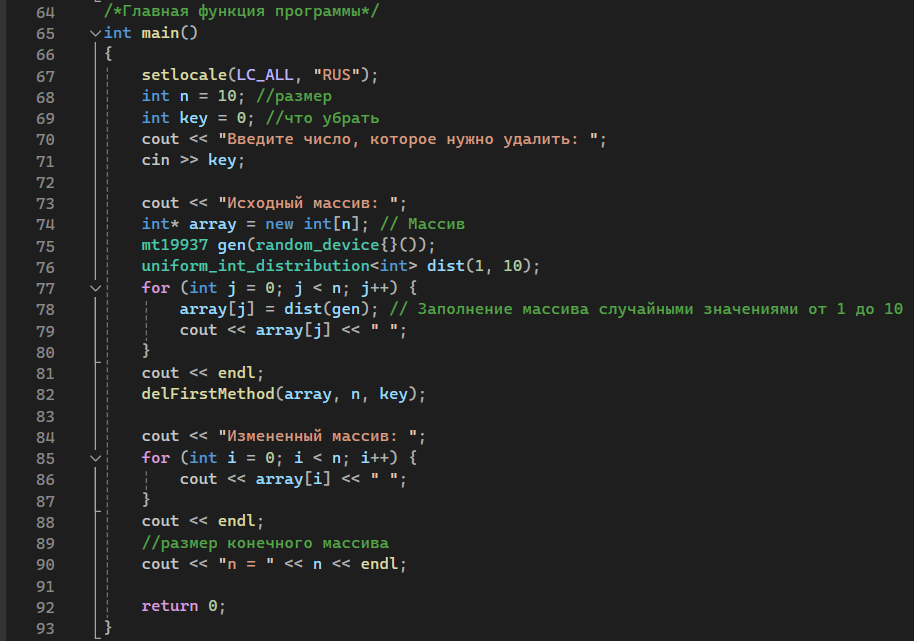 64 /*Главная функция программы*/
65 int main()
66 {
67     setlocale(LC_ALL, "RUS");
68     int n = 10; //размер
69     int key = 0; //что убрать
70     cout << "Введите число, которое нужно удалить: ";
71     cin >> key;
72
73     cout << "Исходный массив: ";
74     int* array = new int[n]; // Массив
75     mt19937 gen(random_device{}());
76     uniform_int_distribution<int> dist(1, 10);
77     for (int j = 0; j < n; j++) {
78         array[j] = dist(gen); // Заполнение массива случайными значениями от 1 до 10
79         cout << array[j] << " ";
80     }
81     cout << endl;
82     delFirstMethod(array, n, key);
83
84     cout << "Измененный массив: ";
85     for (int i = 0; i < n; i++) {
86         cout << array[i] << " ";
87     }
88     cout << endl;
89     //размер конечного массива
90     cout << "n = " << n << endl;
91
92     return 0;
93 }